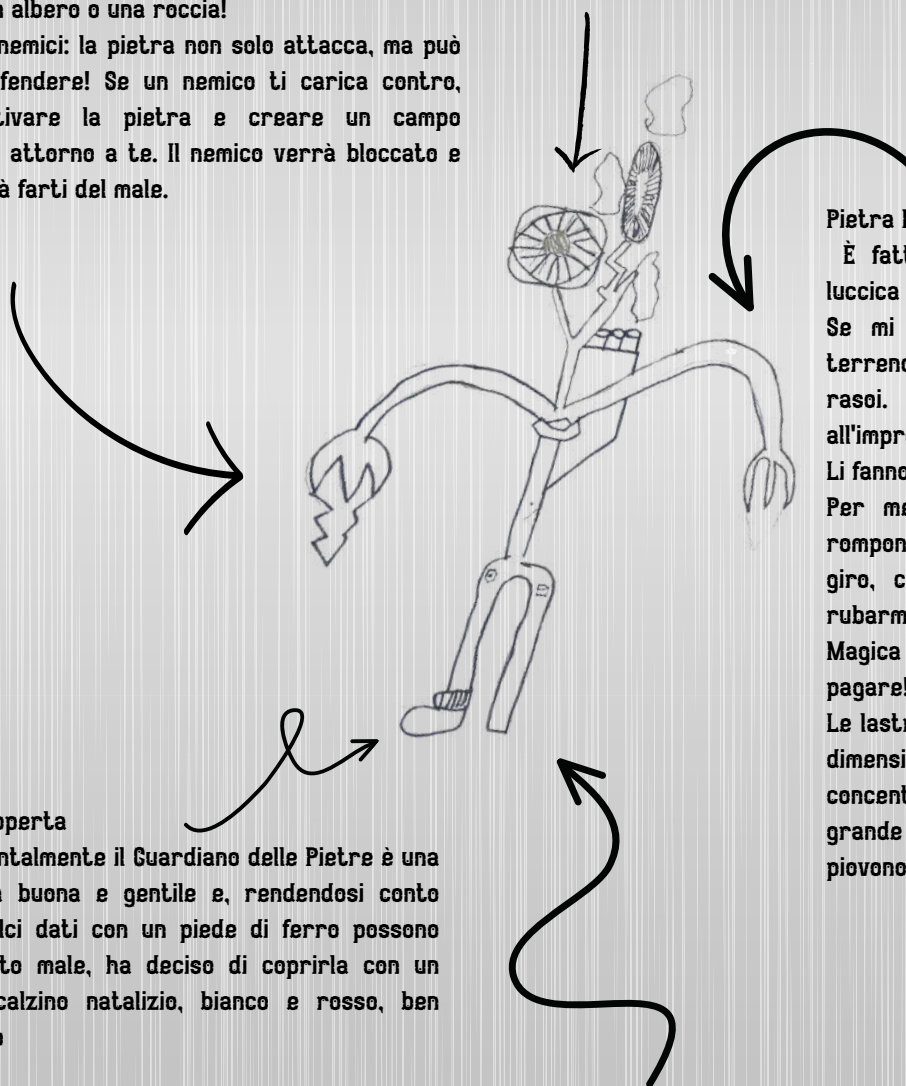 albero o una roccia!
nemici: la pietra non solo attacca, ma può
fendere! Se un nemico ti carica contro,
tivare la pietra e creare un campo
attorno a te. Il nemico verrà bloccato e
à farti del male.
Pietra
È fatt
luccica
Se mi
terreno
rasoi.
all'impr
Li fanno
Per me
rompon
giro, c
rubarm
Magica
pagare!
Le lastr
dimensi
concent
grande
piovono
perta
ntalmente il Guardiano delle Pietre è una
buona e gentile e, rendendosi conto
lci dati con un piede di ferro possono
to male, ha deciso di coprirla con un
calzino natalizio, bianco e rosso, ben